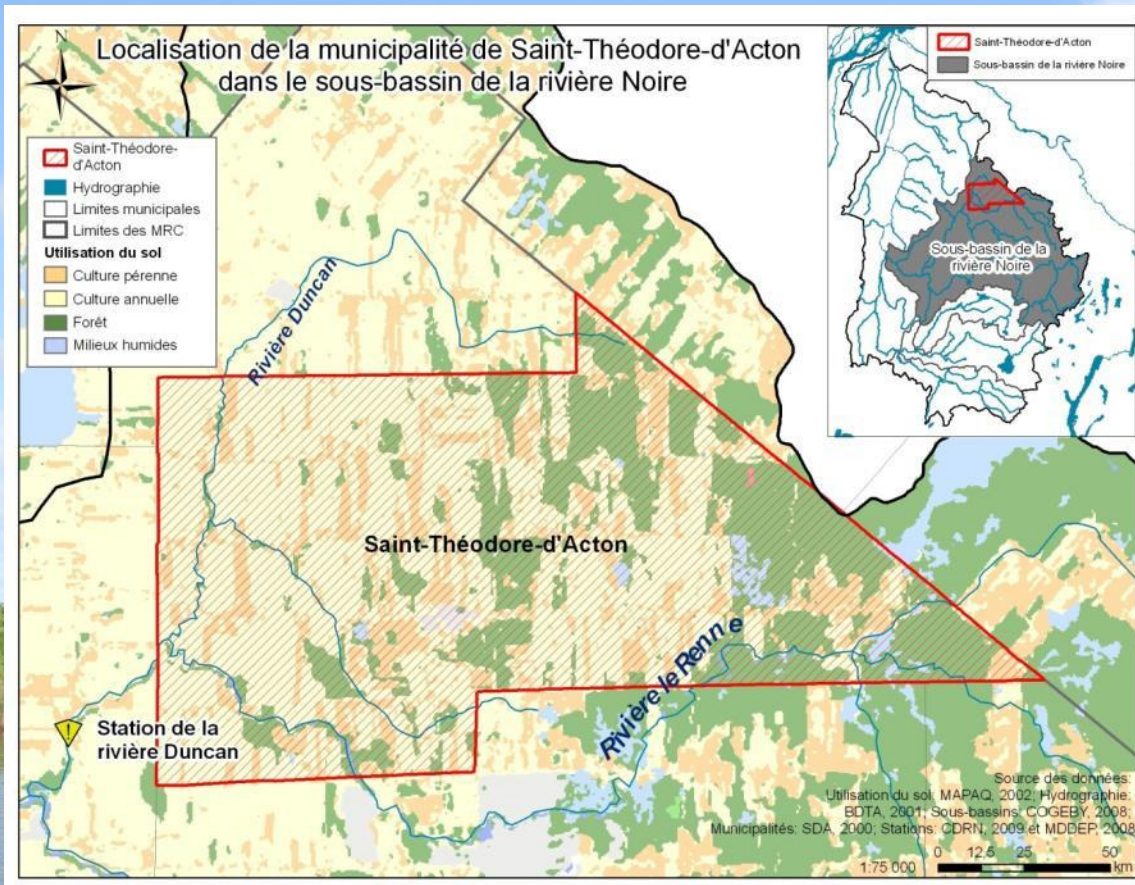 Localisation de la municipalité de Saint-Théodore-d'Acton
dans le sous-bassin de la rivière Noire
N
Saint-Théodore-
d'Acton
Hydrographie
Limites municipales
Limites des MRC
Utilisation du sol
Culture pérenne
Culture annuelle
Forêt
Milieux humides
Saint-Théodore-d'Acton
Sous-bassin de la rivière Noire
Sous-bassin de la
rivière Noire
Rivière Duncan
Saint-Théodore-d'Acton
Rivière le Renne
!
Station de la
rivière Duncan
Source des données:
Utilisation du sol: MAPAQ, 2002; Hydrographie:
BDTA, 2001; Sous-bassins: COGEBY, 2008;
Municipalités: SDA, 2000; Stations: CDRN, 2009 et MDDEP, 2008
0 12,5 25 50
1:75 000 km